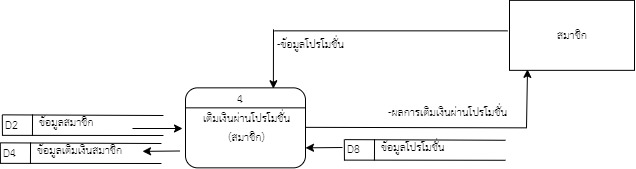 สมาชิก
-ข้อมูลโปรโมชั่น
4
เติมเงินผ่านโปรโมชั่น
(สมาชิก)
-ผลการเติมเงินผ่านโปรโมชั่น
D2 ข้อมูลสมาชิก
D4 ข้อมูลเติมเงินสมาชิก
D8 ข้อมูลโปรโมชั่น